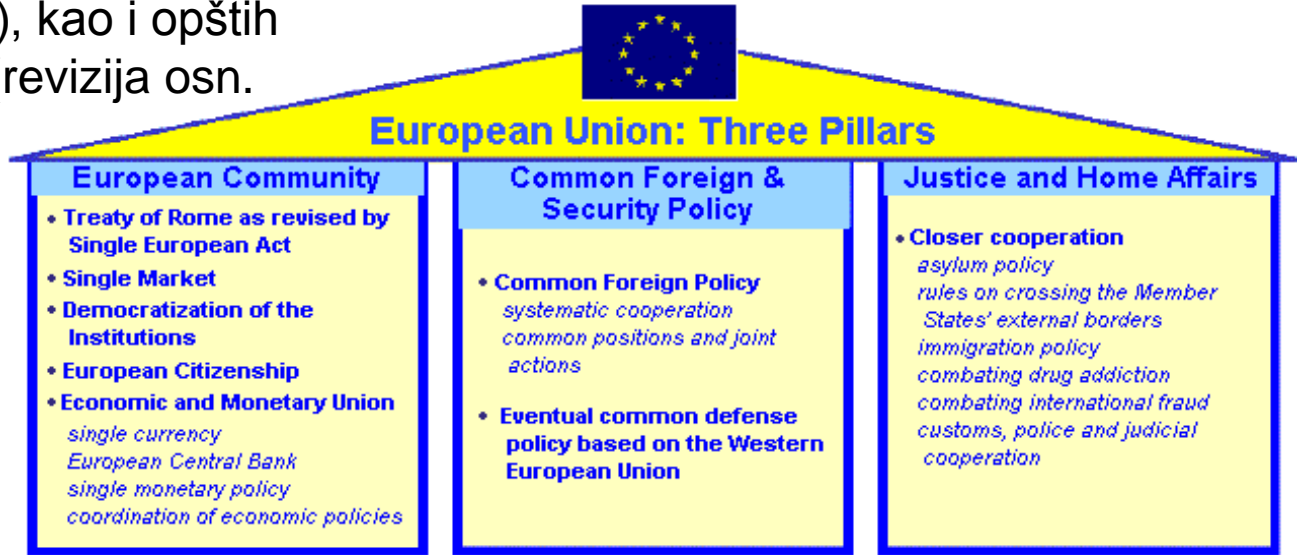 ), kao i opštih
revizija osn.
European Union: Three Pillars
European Community
• Treaty of Rome as revised by
Single European Act
• Single Market
• Democratization of the
Institutions
• European Citizenship
• Economic and Monetary Union
single currency
European Central Bank
single monetary policy
coordination of economic policies
Common Foreign &
Security Policy
• Common Foreign Policy
systematic cooperation
common positions and joint
actions
• Eventual common defense
policy based on the Western
European Union
Justice and Home Affairs
• Closer cooperation
asylum policy
rules on crossing the Member
States' external borders
immigration policy
combating drug addiction
combating international fraud
customs, police and judicial
cooperation